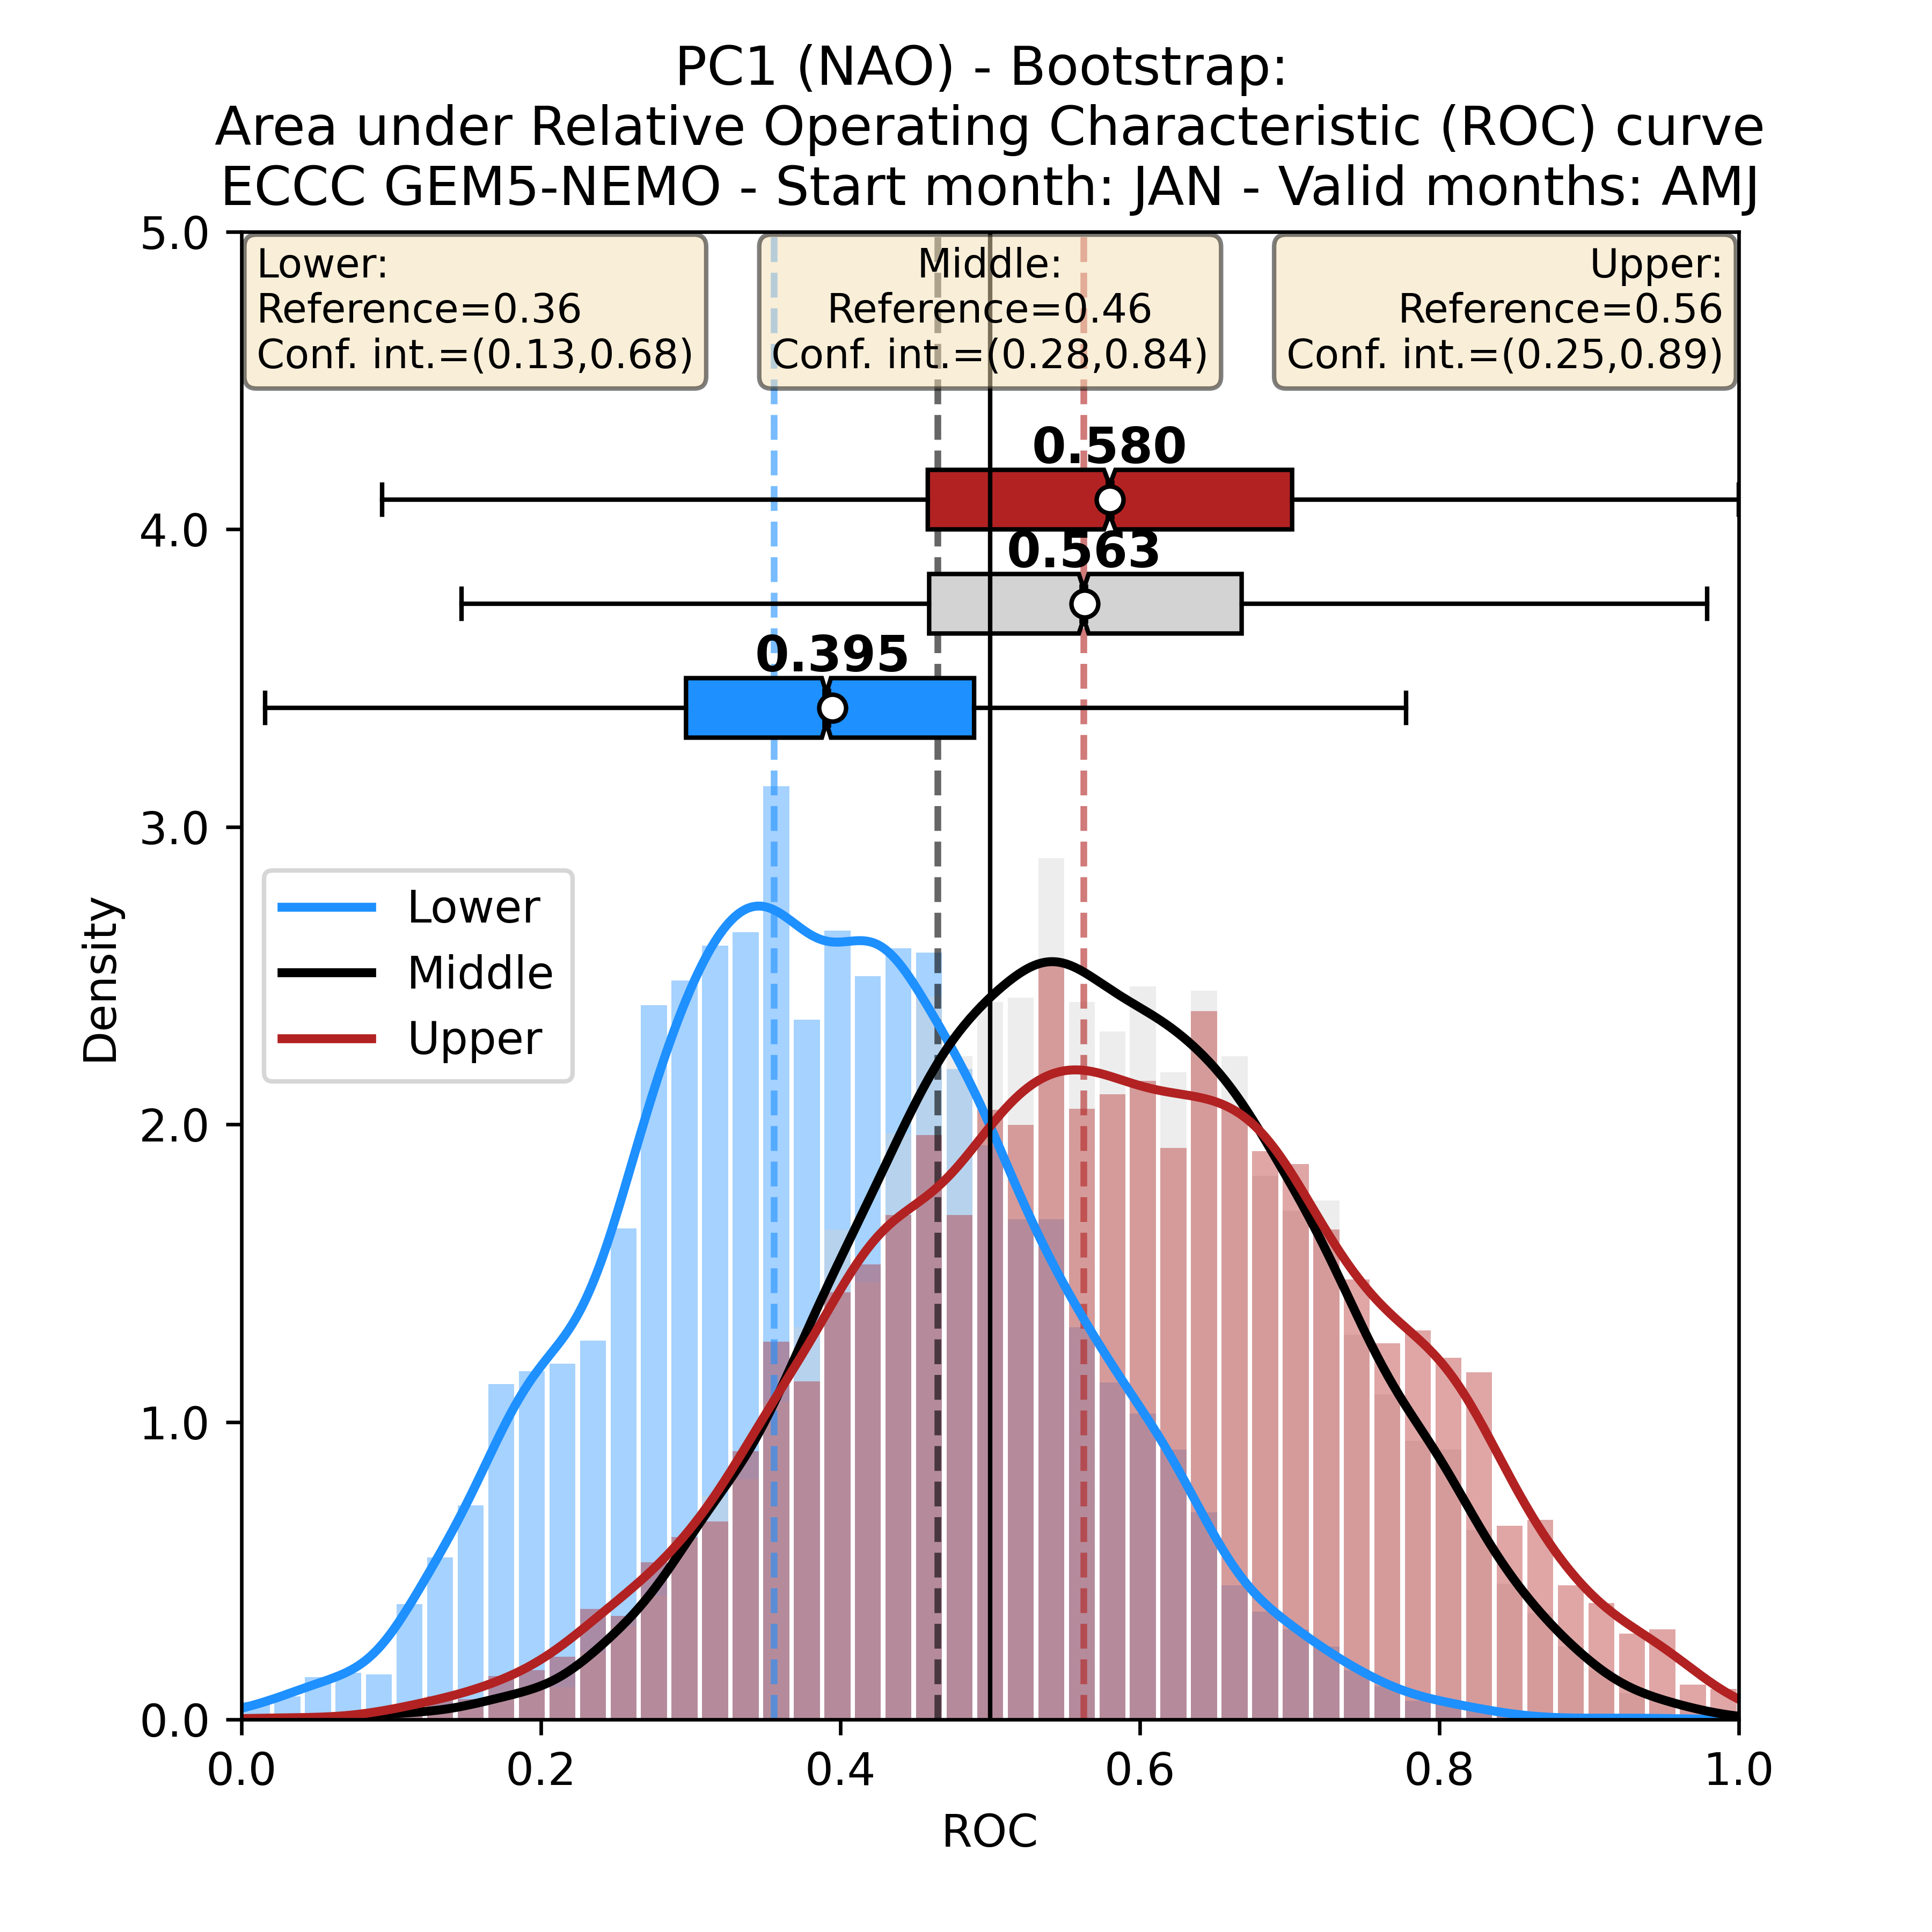 PC1 (NAO) - Bootstrap:
Area under Relative Operating Characteristic (ROC) curve
ECCC GEM5-NEMO - Start month: JAN - Valid months: AMJ
5.0
Lower:
Reference=0.36
Conf. int.=(0.13,0.68)
Middle:
Reference=0.46
Conf. int.=(0.28,0.84)
Upper:
Reference=0.56
Conf. int.=(0.25,0.89)
0.580
4.0
0.563
0.395
3.0
Lower
Middle
Upper
Density
2.0
1.0
0.0
0.0 0.2 0.4 0.6 0.8 1.0
ROC